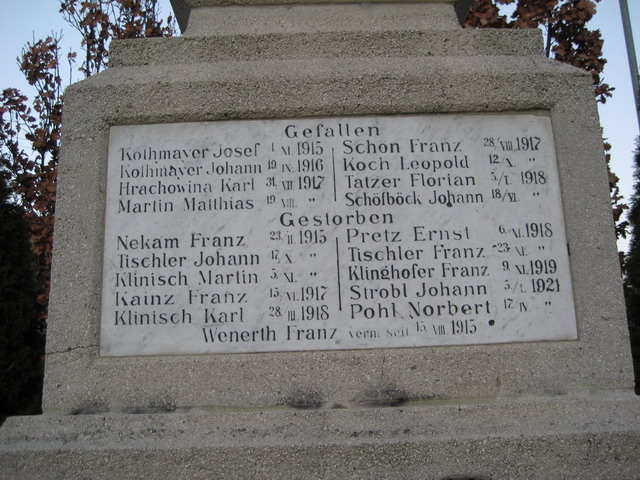 Gefallen
Kothmayer Josef 1 XI. 1915
Kothmayer Johann 19 IX. 1916
Hrachowina Karl 31. VII 1917
Martin Matthias 19 VIII. "
Schön Franz 28/VIII. 1917
Koch Leopold 12/X. "
Tatzer Florian 5/I. 1918
Schöfböck Johann 18/VI. "
Gestorben
Nekam Franz 23/II. 1915
Tischler Johann 17/X "
Klinisch Martin 5/XI. "
Kainz Franz 15/VI. 1917
Klinisch Karl 28/III 1918
Pretz Ernst 6/XI. 1918
Tischler Franz 23/XI. "
Klinghofer Franz 9/XI. 1919
Strobl Johann 5/I. 1921
Pohl Norbert 17/IV "
Wenerth Franz verm. seit 15. VIII. 1915